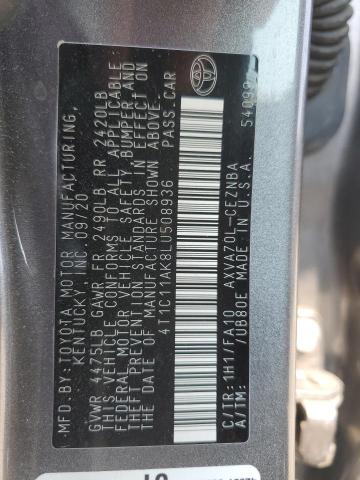 MFD.BY:TOYOTA MOTOR MANUFACTURING,
KENTUCKY, INC. 09/20
GVWR 4475LB GAWR FR 2490LB RR 2420LB
THIS VEHICLE CONFORMS TO ALL APPLICABLE
FEDERAL MOTOR VEHICLE SAFETY, BUMPER AND
THEFT PREVENTION STANDARDS IN EFFECT ON
THE DATE OF MANUFACTURE SHOWN ABOVE.
4T1C11AK8LU508936 PASS.CAR
C/TR:1H1/FA10 AXVA70L-CEZNBA
A/TM: /UB80E MADE IN U.S.A.